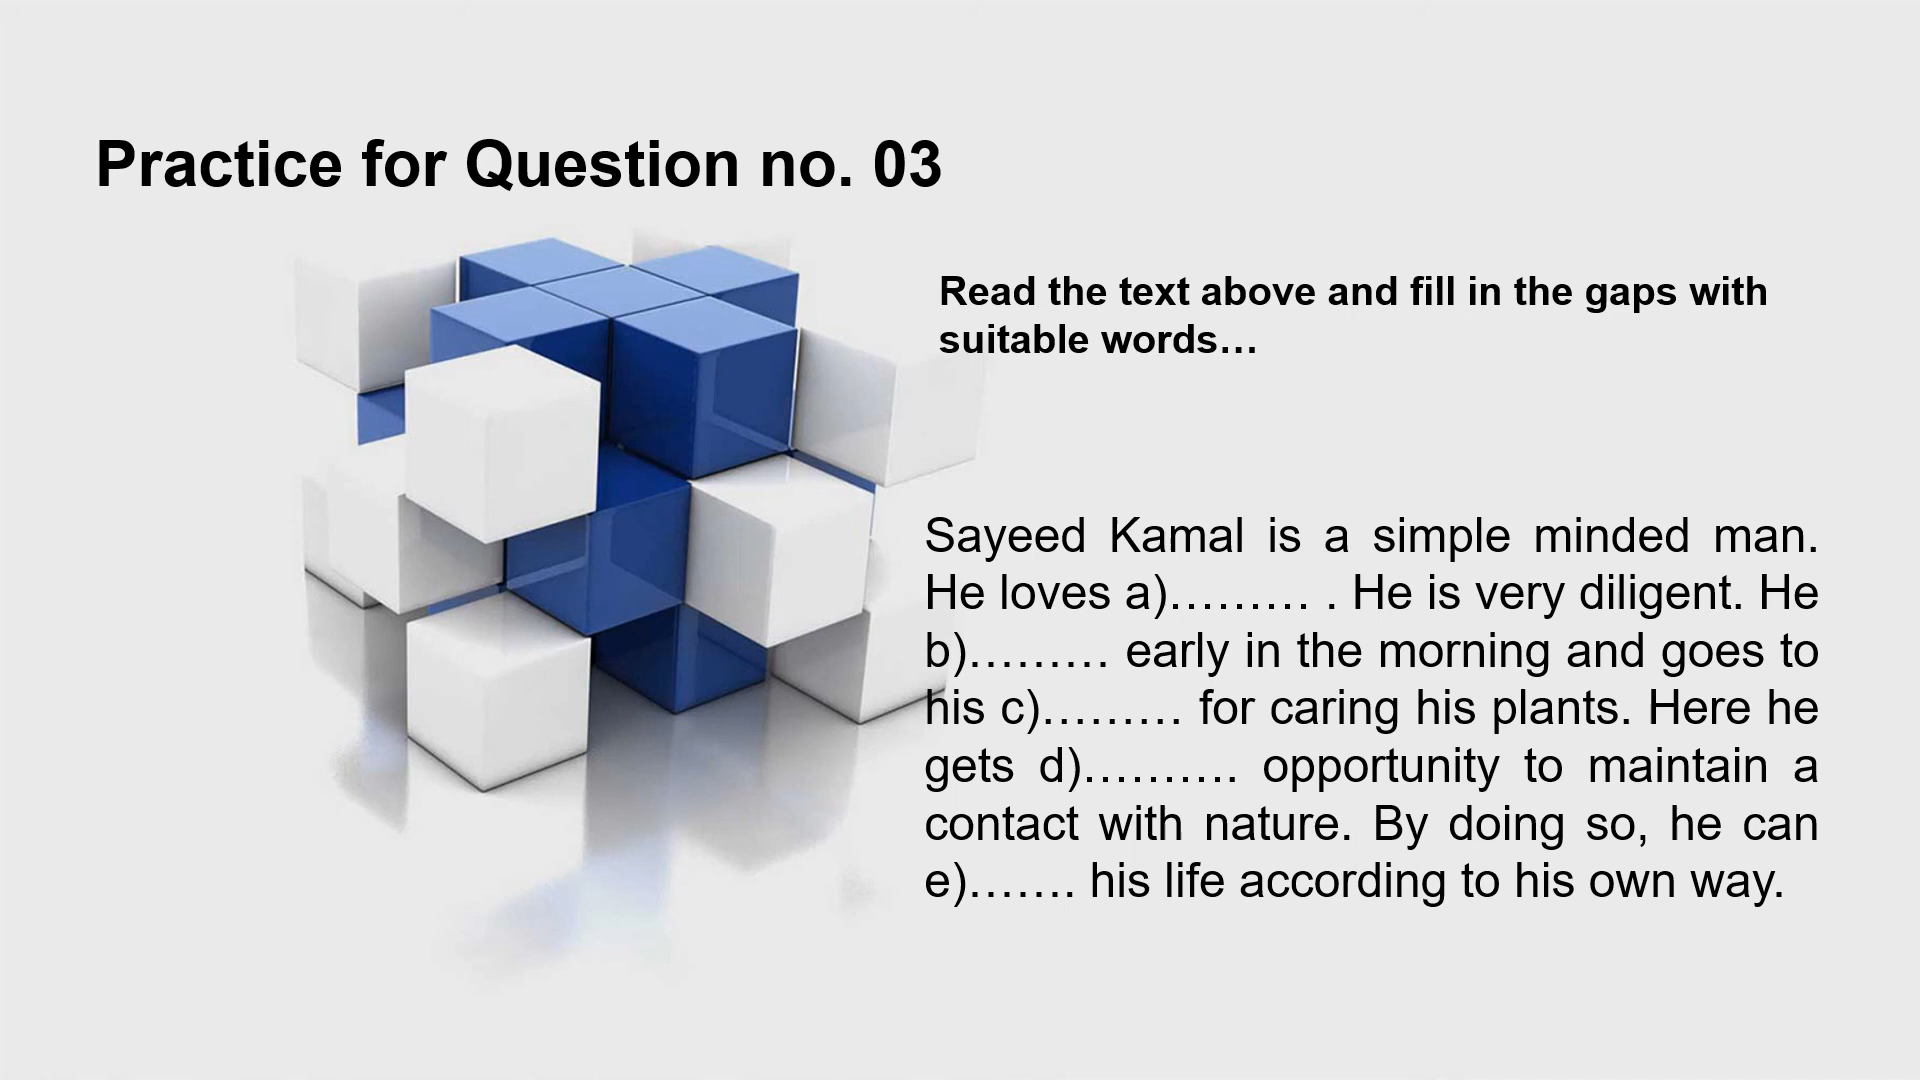 Practice for Question no. 03
Read the text above and fill in the gaps with
suitable words…
Sayeed Kamal is a simple minded man.
He loves a)……… . He is very diligent. He
b)……… early in the morning and goes to
his c)……… for caring his plants. Here he
gets d)………. opportunity to maintain a
contact with nature. By doing so, he can
e)……. his life according to his own way.